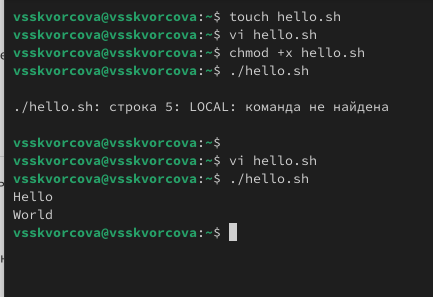 vsskvorcova@vsskvorcova:~$ touch hello.sh
vsskvorcova@vsskvorcova:~$ vi hello.sh
vsskvorcova@vsskvorcova:~$ chmod +x hello.sh
vsskvorcova@vsskvorcova:~$ ./hello.sh
./hello.sh: строка 5: LOCAL: команда не найдена
vsskvorcova@vsskvorcova:~$
vsskvorcova@vsskvorcova:~$ vi hello.sh
vsskvorcova@vsskvorcova:~$ ./hello.sh
Hello
World
vsskvorcova@vsskvorcova:~$